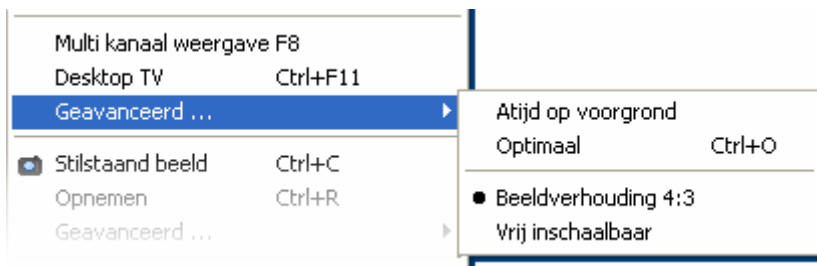 Multi kanaal weergave F8
Desktop TV Ctrl+F11
Geavanceerd ...
Atijd op voorgrond
Optimaal Ctrl+O
Beeldverhouding 4:3
Vrij inschaalbaar
Stilstaand beeld Ctrl+C
Opnemen Ctrl+R
Geavanceerd ...